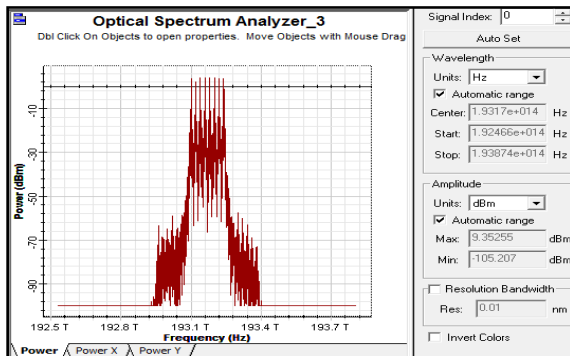 Optical Spectrum Analyzer_3
Dbl Click On Objects to open properties. Move Objects with Mouse Drag
Power (dBm)
-10
-30
-50
-70
-90
192.5 T 192.8 T 193.1 T 193.4 T 193.7 T
Frequency (Hz)
Power Power X Power Y
Signal Index: 0
Auto Set
Wavelength
Units: Hz
Automatic range
Center: 1.9317e+014 Hz
Start: 1.92466e+014 Hz
Stop: 1.93874e+014 Hz
Amplitude
Units: dBm
Automatic range
Max: 9.35255 dBm
Min: -105.207 dBm
Resolution Bandwidth
Res: 0.01 nm
Invert Colors